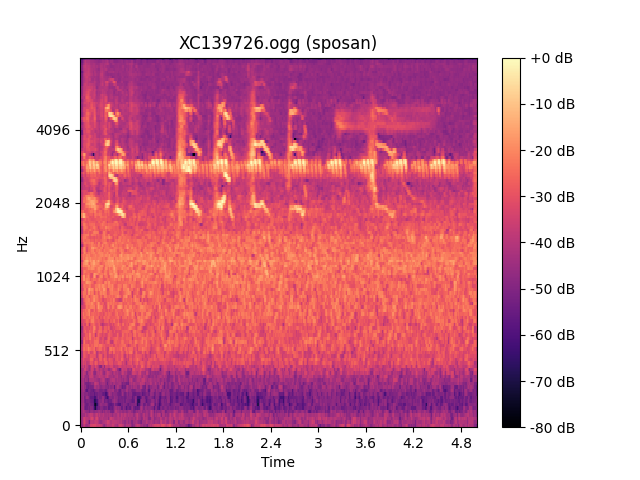 XC139726.ogg (sposan)
+0 dB
-10 dB
-20 dB
-30 dB
-40 dB
-50 dB
-60 dB
-70 dB
-80 dB
4096
2048
1024
512
0
Hz
0 0.6 1.2 1.8 2.4 3 3.6 4.2 4.8
Time